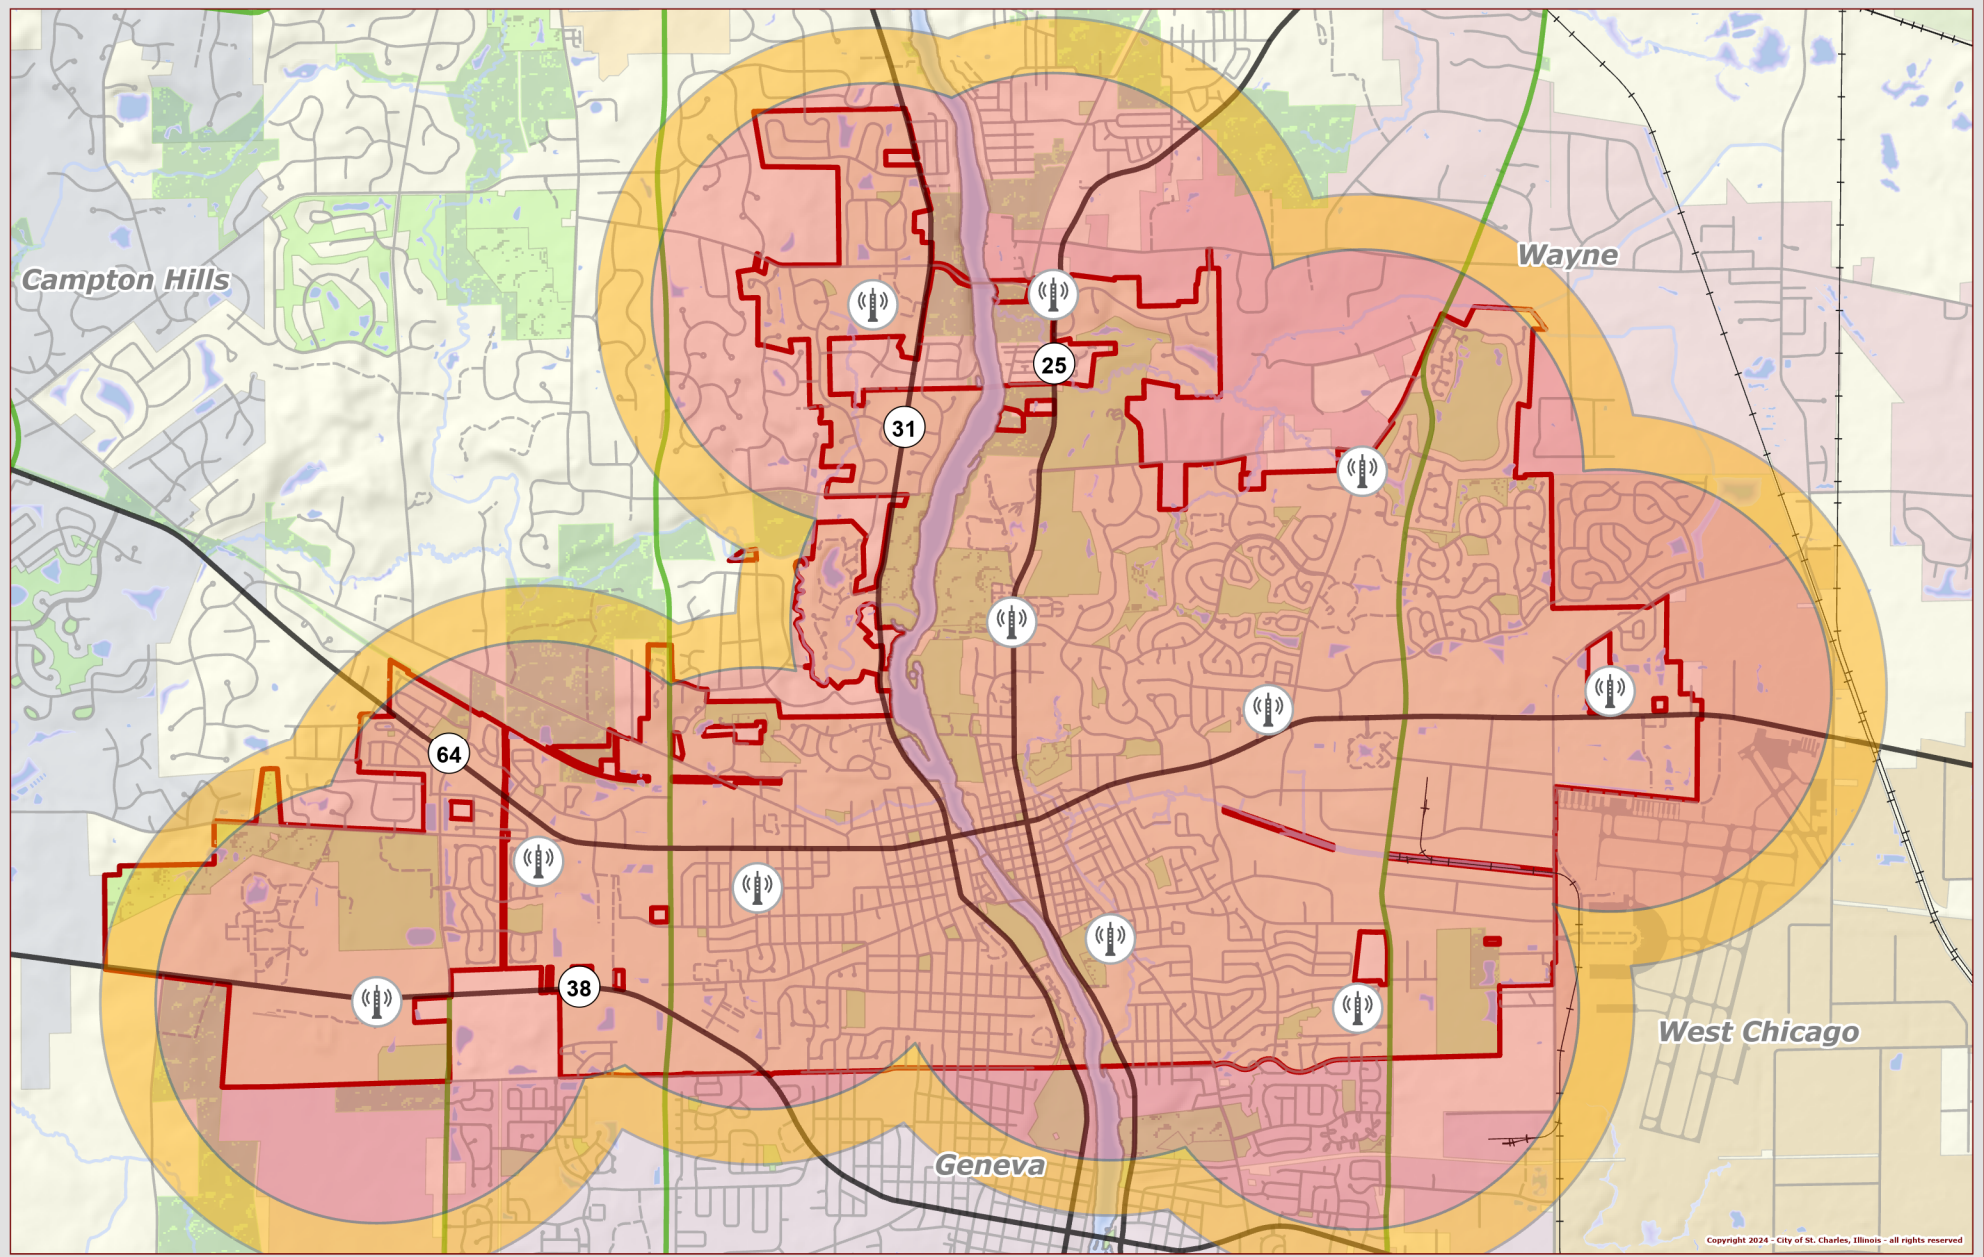 Wayne
Campton Hills
25
31
64
38
West Chicago
Geneva
Copyright 2024 - City of St. Charles, Illinois - all rights reserved